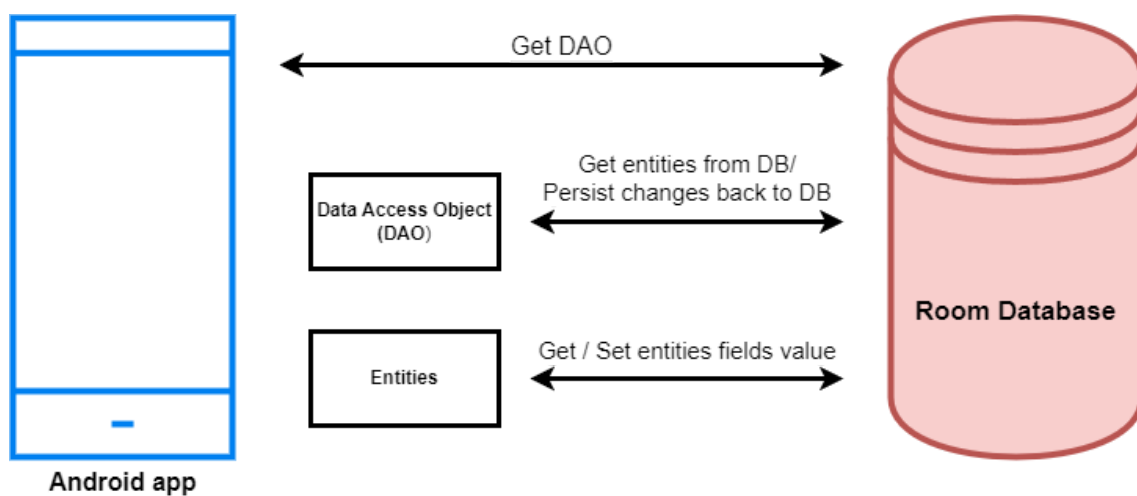 Get DAO
Get entities from DB/
Persist changes back to DB
Data Access Object
(DAO)
Room Database
Get / Set entities fields value
Entities
Android app